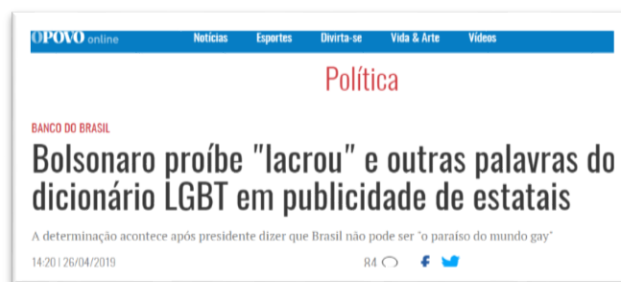 OPOVO online Notícias Esportes Divirta-se Vida & Arte Vídeos
Política
BANCO DO BRASIL
Bolsonaro proíbe "lacrou" e outras palavras do
dicionário LGBT em publicidade de estatais
A determinação acontece após presidente dizer que Brasil não pode ser "o paraíso do mundo gay"
14:20 | 26/04/2019 R4